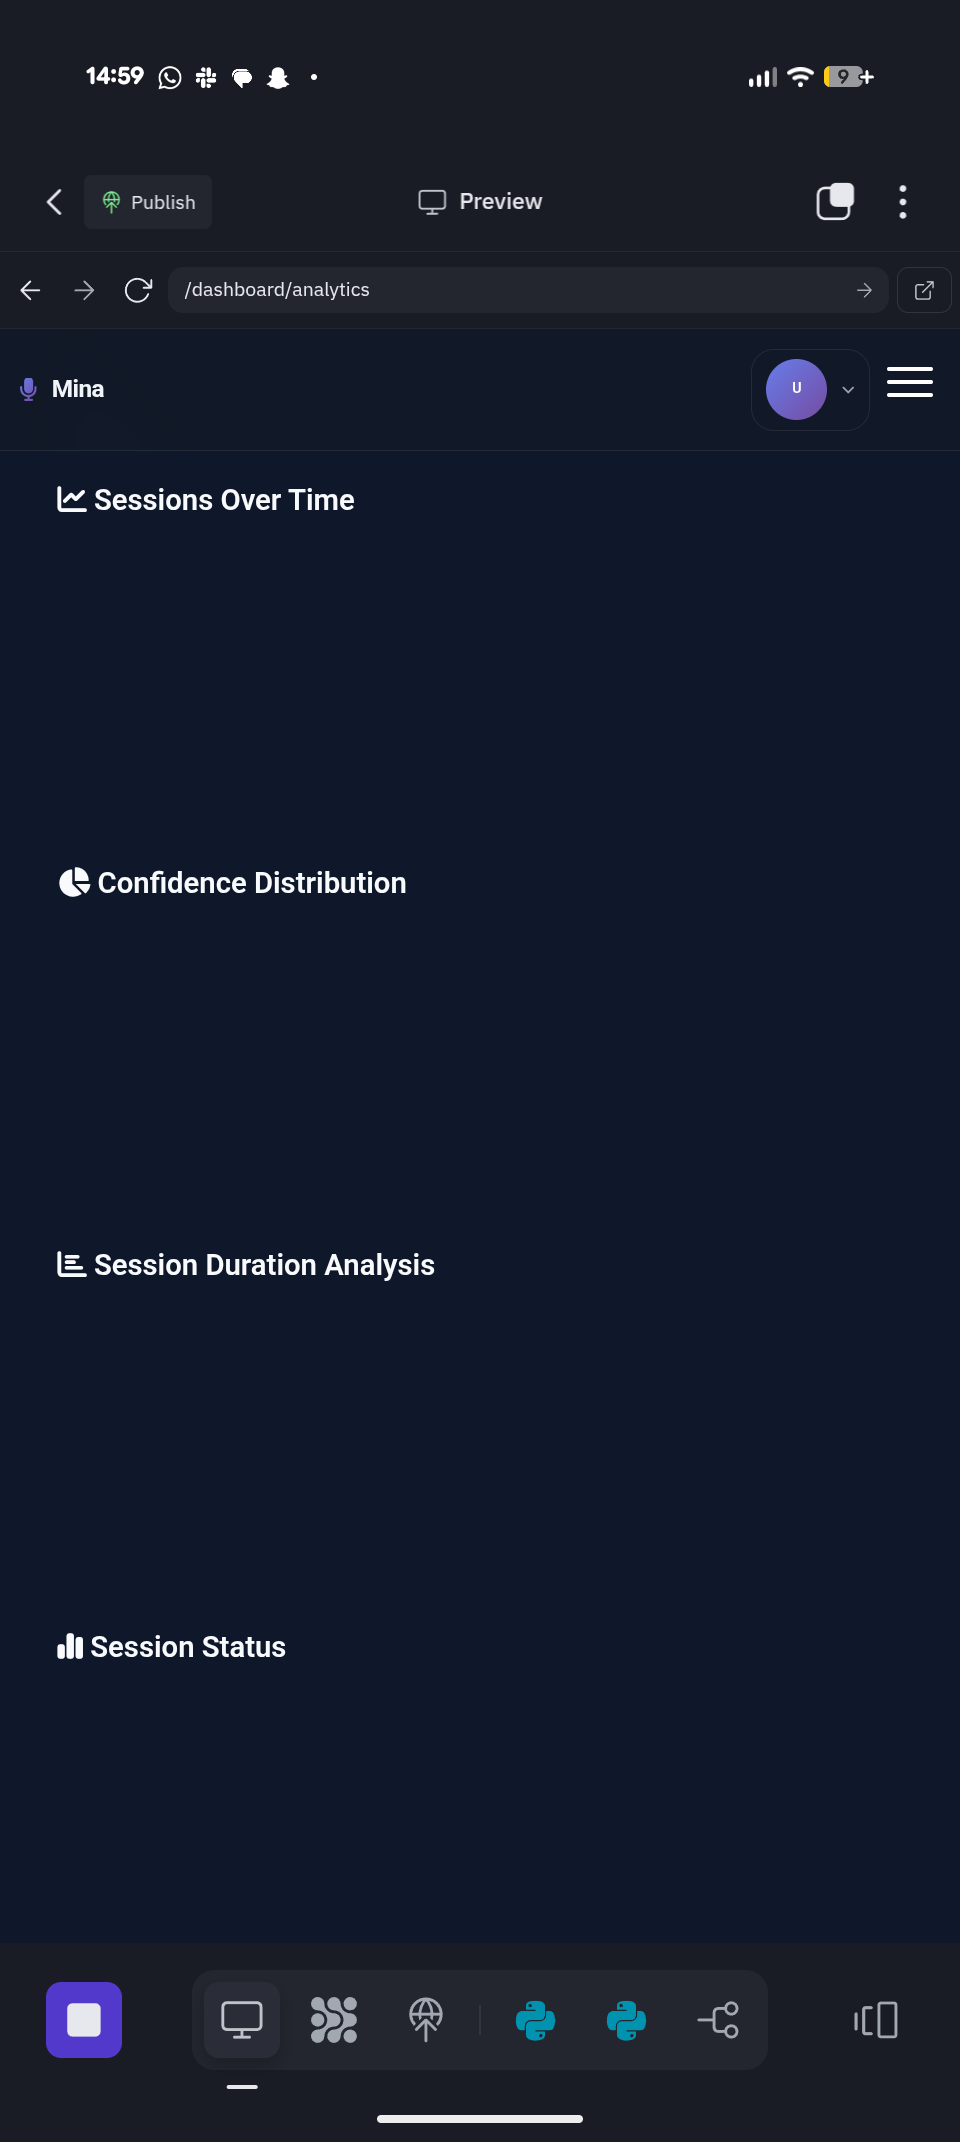 14:59
9
Publish
Preview
/dashboard/analytics
Mina
U
Sessions Over Time
Confidence Distribution
Session Duration Analysis
Session Status